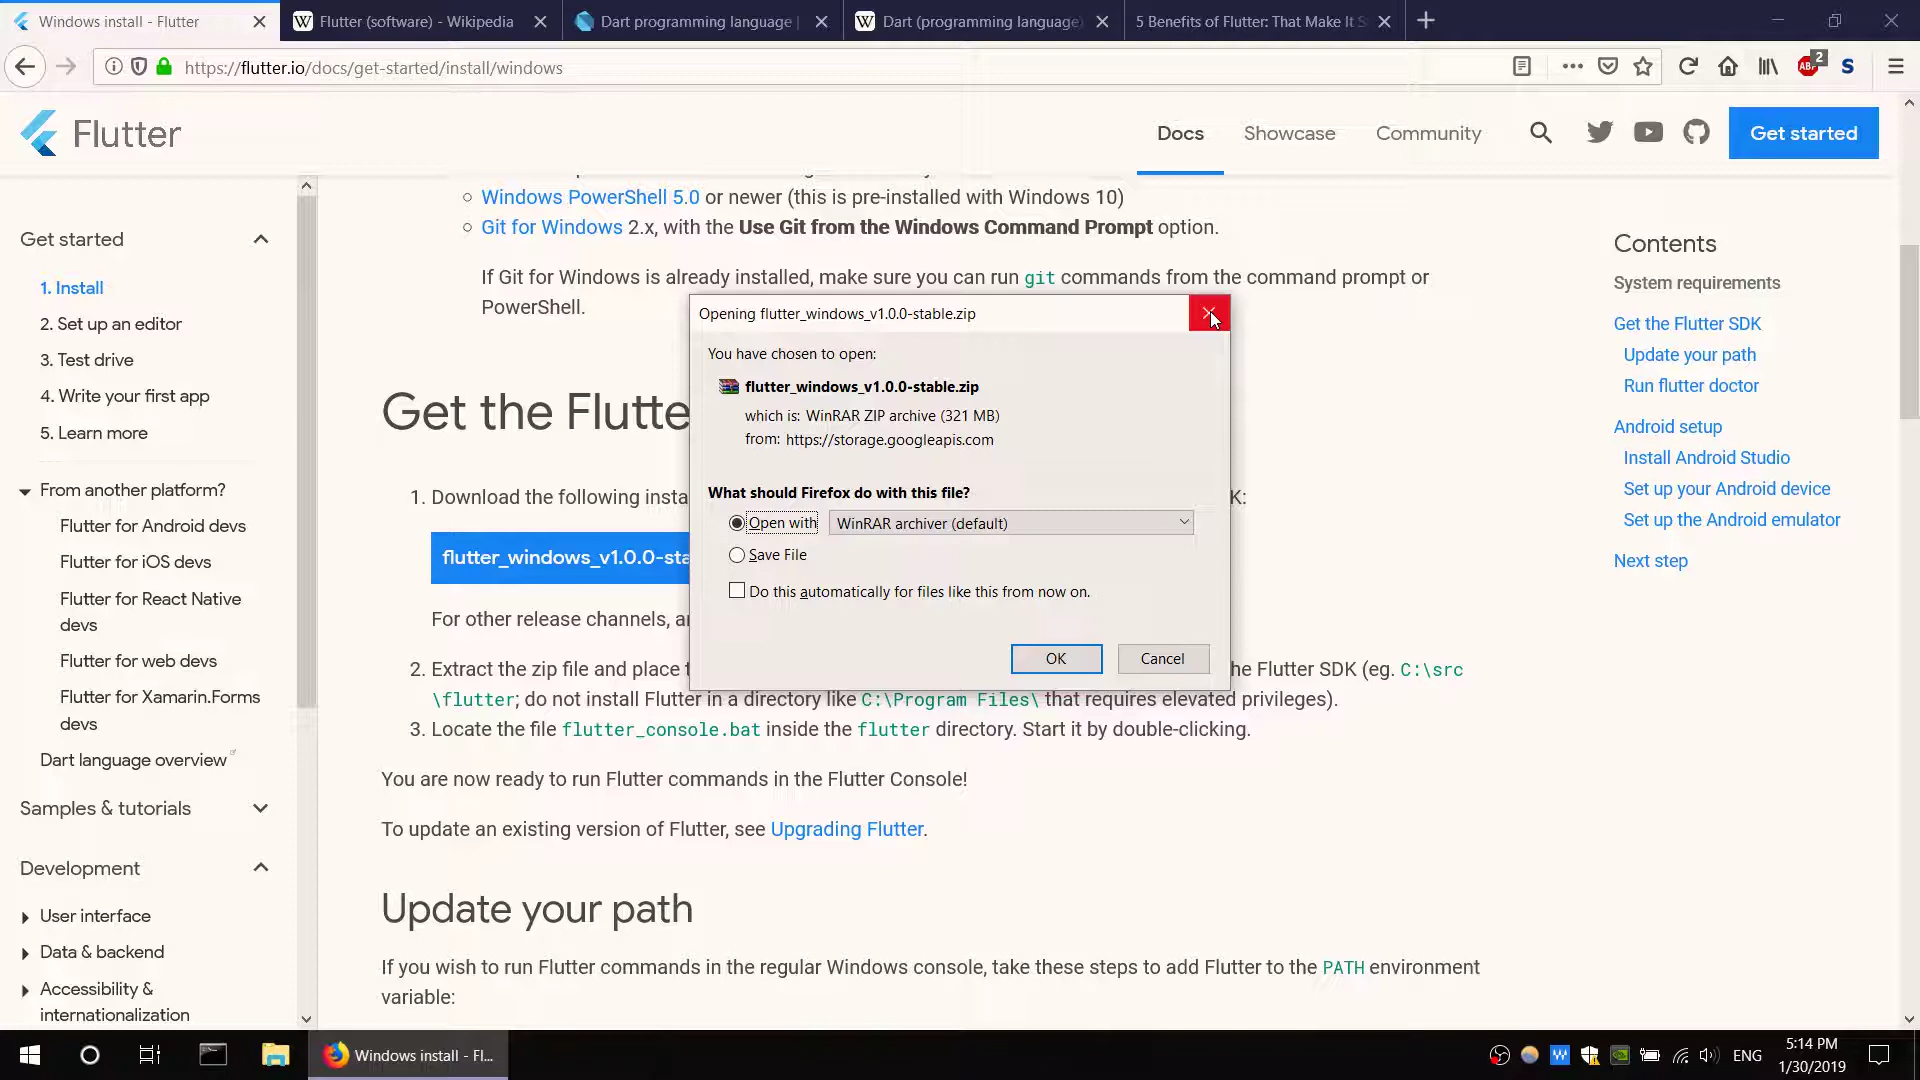 Windows install - Flutter
Flutter (software) - Wikipedia
Dart programming language |
Dart (programming language)
5 Benefits of Flutter: That Make It S
https://flutter.io/docs/get-started/install/windows
ABP
2
S
Flutter
Docs
Showcase
Community
Get started
Windows PowerShell 5.0 or newer (this is pre-installed with Windows 10)
Git for Windows 2.x, with the Use Git from the Windows Command Prompt option.
If Git for Windows is already installed, make sure you can run git commands from the command prompt or
PowerShell.
Get started
1. Install
2. Set up an editor
3. Test drive
4. Write your first app
5. Learn more
From another platform?
Flutter for Android devs
Flutter for iOS devs
Flutter for React Native
devs
Flutter for web devs
Flutter for Xamarin.Forms
devs
Dart language overview
Samples & tutorials
Development
User interface
Data & backend
Accessibility &
internationalization
Opening flutter_windows_v1.0.0-stable.zip
You have chosen to open:
flutter_windows_v1.0.0-stable.zip
which is: WinRAR ZIP archive (321 MB)
from: https://storage.googleapis.com
What should Firefox do with this file?
Open with
WinRAR archiver (default)
Save File
Do this automatically for files like this from now on.
OK
Cancel
Get the Flutte
1. Download the following insta K:
flutter_windows_v1.0.0-sta
For other release channels, a
2. Extract the zip file and place t he Flutter SDK (eg. C:\src
\flutter; do not install Flutter in a directory like C:\Program Files\ that requires elevated privileges).
3. Locate the file flutter_console.bat inside the flutter directory. Start it by double-clicking.
You are now ready to run Flutter commands in the Flutter Console!
To update an existing version of Flutter, see Upgrading Flutter.
Update your path
If you wish to run Flutter commands in the regular Windows console, take these steps to add Flutter to the PATH environment
variable:
Contents
System requirements
Get the Flutter SDK
Update your path
Run flutter doctor
Android setup
Install Android Studio
Set up your Android device
Set up the Android emulator
Next step
Windows install - Fl...
ENG
5:14 PM
1/30/2019